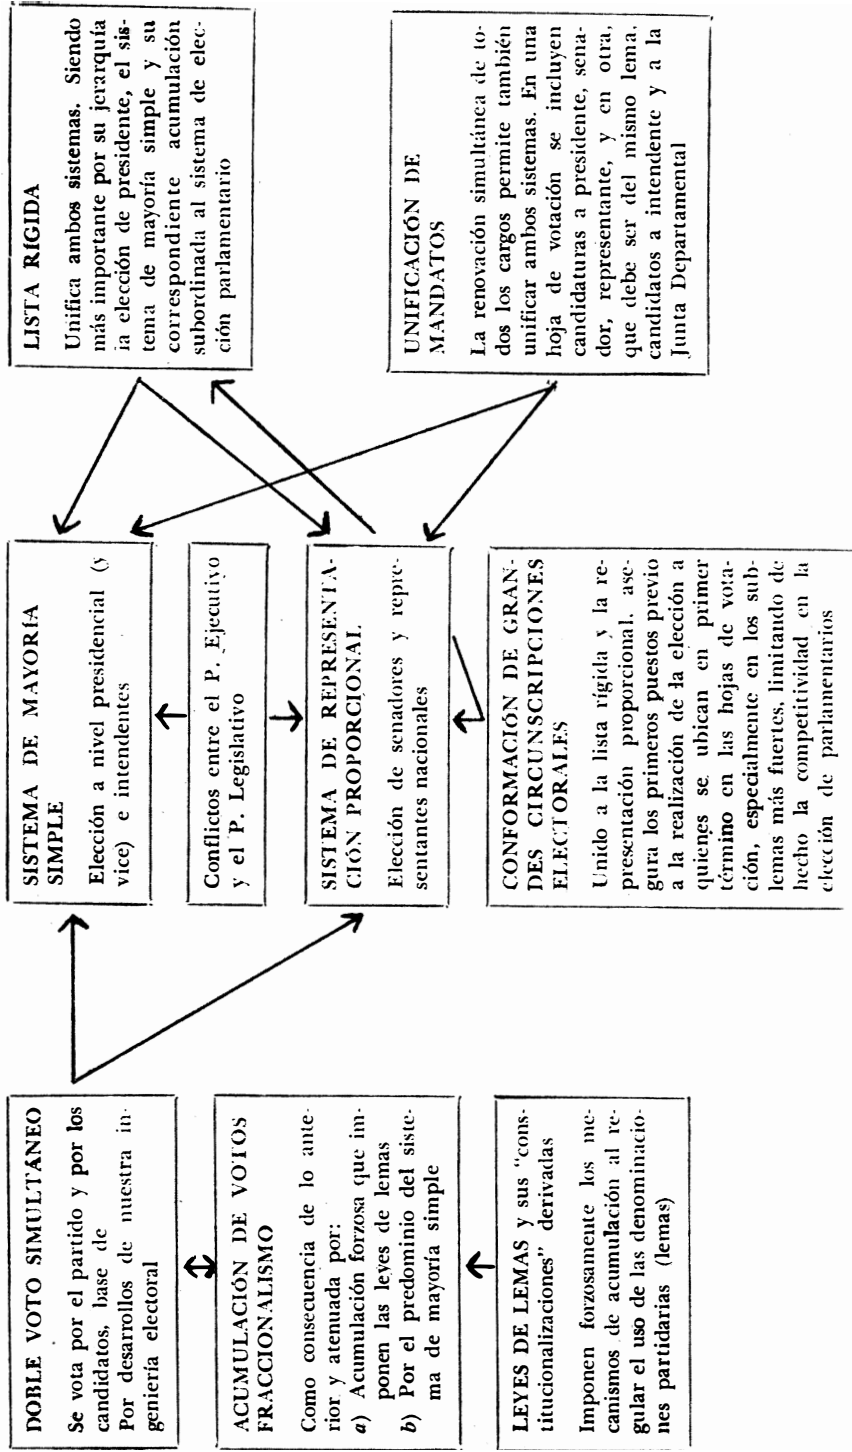 DOBLE VOTO SIMULTÁNEO
Se vota por el partido y por los
candidatos, base de
Por desarrollos de nuestra in-
geniería electoral
ACUMULACIÓN DE VOTOS
FRACCIONALISMO
Como consecuencia de lo ante-
rior y atenuada por:
a) Acumulación forzosa que im-
ponen las leyes de lemas
b) Por el predominio del siste-
ma de mayoría simple
LEYES DE LEMAS y sus "cons-
titucionalizaciones" derivadas
Imponen forzosamente los me-
canismos de acumulación al re-
gular el uso de las denominacio-
nes partidarias (lemas)
SISTEMA DE MAYORÍA
SIMPLE
Elección a nivel presidencial (y
vice) e intendentes
Conflictos entre el P. Ejecutivo
y el P. Legislativo
SISTEMA DE REPRESENTA-
CIÓN PROPORCIONAL
Elección de senadores y repre-
sentantes nacionales
CONFORMACIÓN DE GRAN-
DES CIRCUNSCRIPCIONES
ELECTORALES
Unido a la lista rígida y la re-
presentación proporcional, ase-
gura los primeros puestos previo
a la realización de la elección a
quienes se ubican en primer
término en las hojas de vota-
ción, especialmente en los sub-
lemas más fuertes, limitando de
hecho la competitividad en la
elección de parlamentarios
LISTA RÍGIDA
Unifica ambos sistemas. Siendo
más importante por su jerarquía
la elección de presidente, el sis-
tema de mayoría simple y su
correspondiente acumulación
subordinada al sistema de elec-
ción parlamentario
UNIFICACIÓN DE
MANDATOS
La renovación simultánea de to-
dos los cargos permite también
unificar ambos sistemas. En una
hoja de votación se incluyen
candidaturas a presidente, sena-
dor, representante, y en otra,
que debe ser del mismo lema,
candidatos a intendente y a la
Junta Departamental